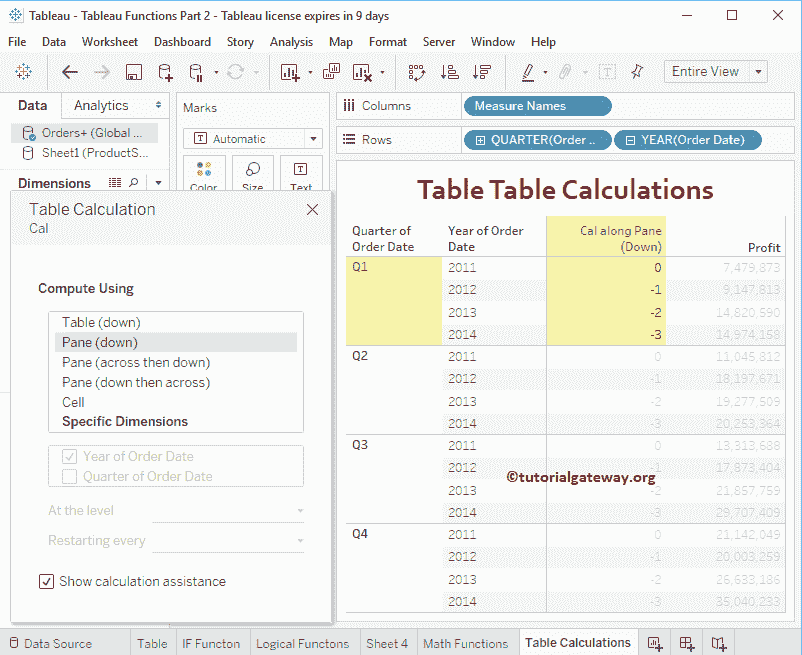 Tableau - Tableau Functions Part 2 - Tableau license expires in 9 days
File Data Worksheet Dashboard Story Analysis Map Format Server Window Help
Entire View
Data Analytics
Orders+ (Global ...
Sheet1 (ProductS...
Dimensions
Marks
Automatic
Color Size Text
Columns Measure Names
Rows QUARTER(Order .. YEAR(Order Date)
Table Calculation
Cal
Compute Using
Table (down)
Pane (down)
Pane (across then down)
Pane (down then across)
Cell
Specific Dimensions
Year of Order Date
Quarter of Order Date
At the level
Restarting every
Show calculation assistance
Table Table Calculations
Quarter of Order Date Year of Order Date Cal along Pane (Down) Profit
Q1 2011 0 7,479,873
2012 -1 9,147,813
2013 -2 14,820,590
2014 -3 14,974,158
Q2 2011 0 11,045,812
2012 -1 18,197,671
2013 -2 19,277,509
2014 -3 20,253,364
Q3 2011 0 13,313,688
2012 -1 17,873,404
©tutorialgateway.org
2013 -2 21,857,759
2014 -3 29,707,409
Q4 2011 0 21,142,049
2012 -1 20,003,259
2013 -2 26,633,186
2014 -3 35,040,233
Data Source Table IF Functon Logical Functons Sheet 4 Math Functions Table Calculations